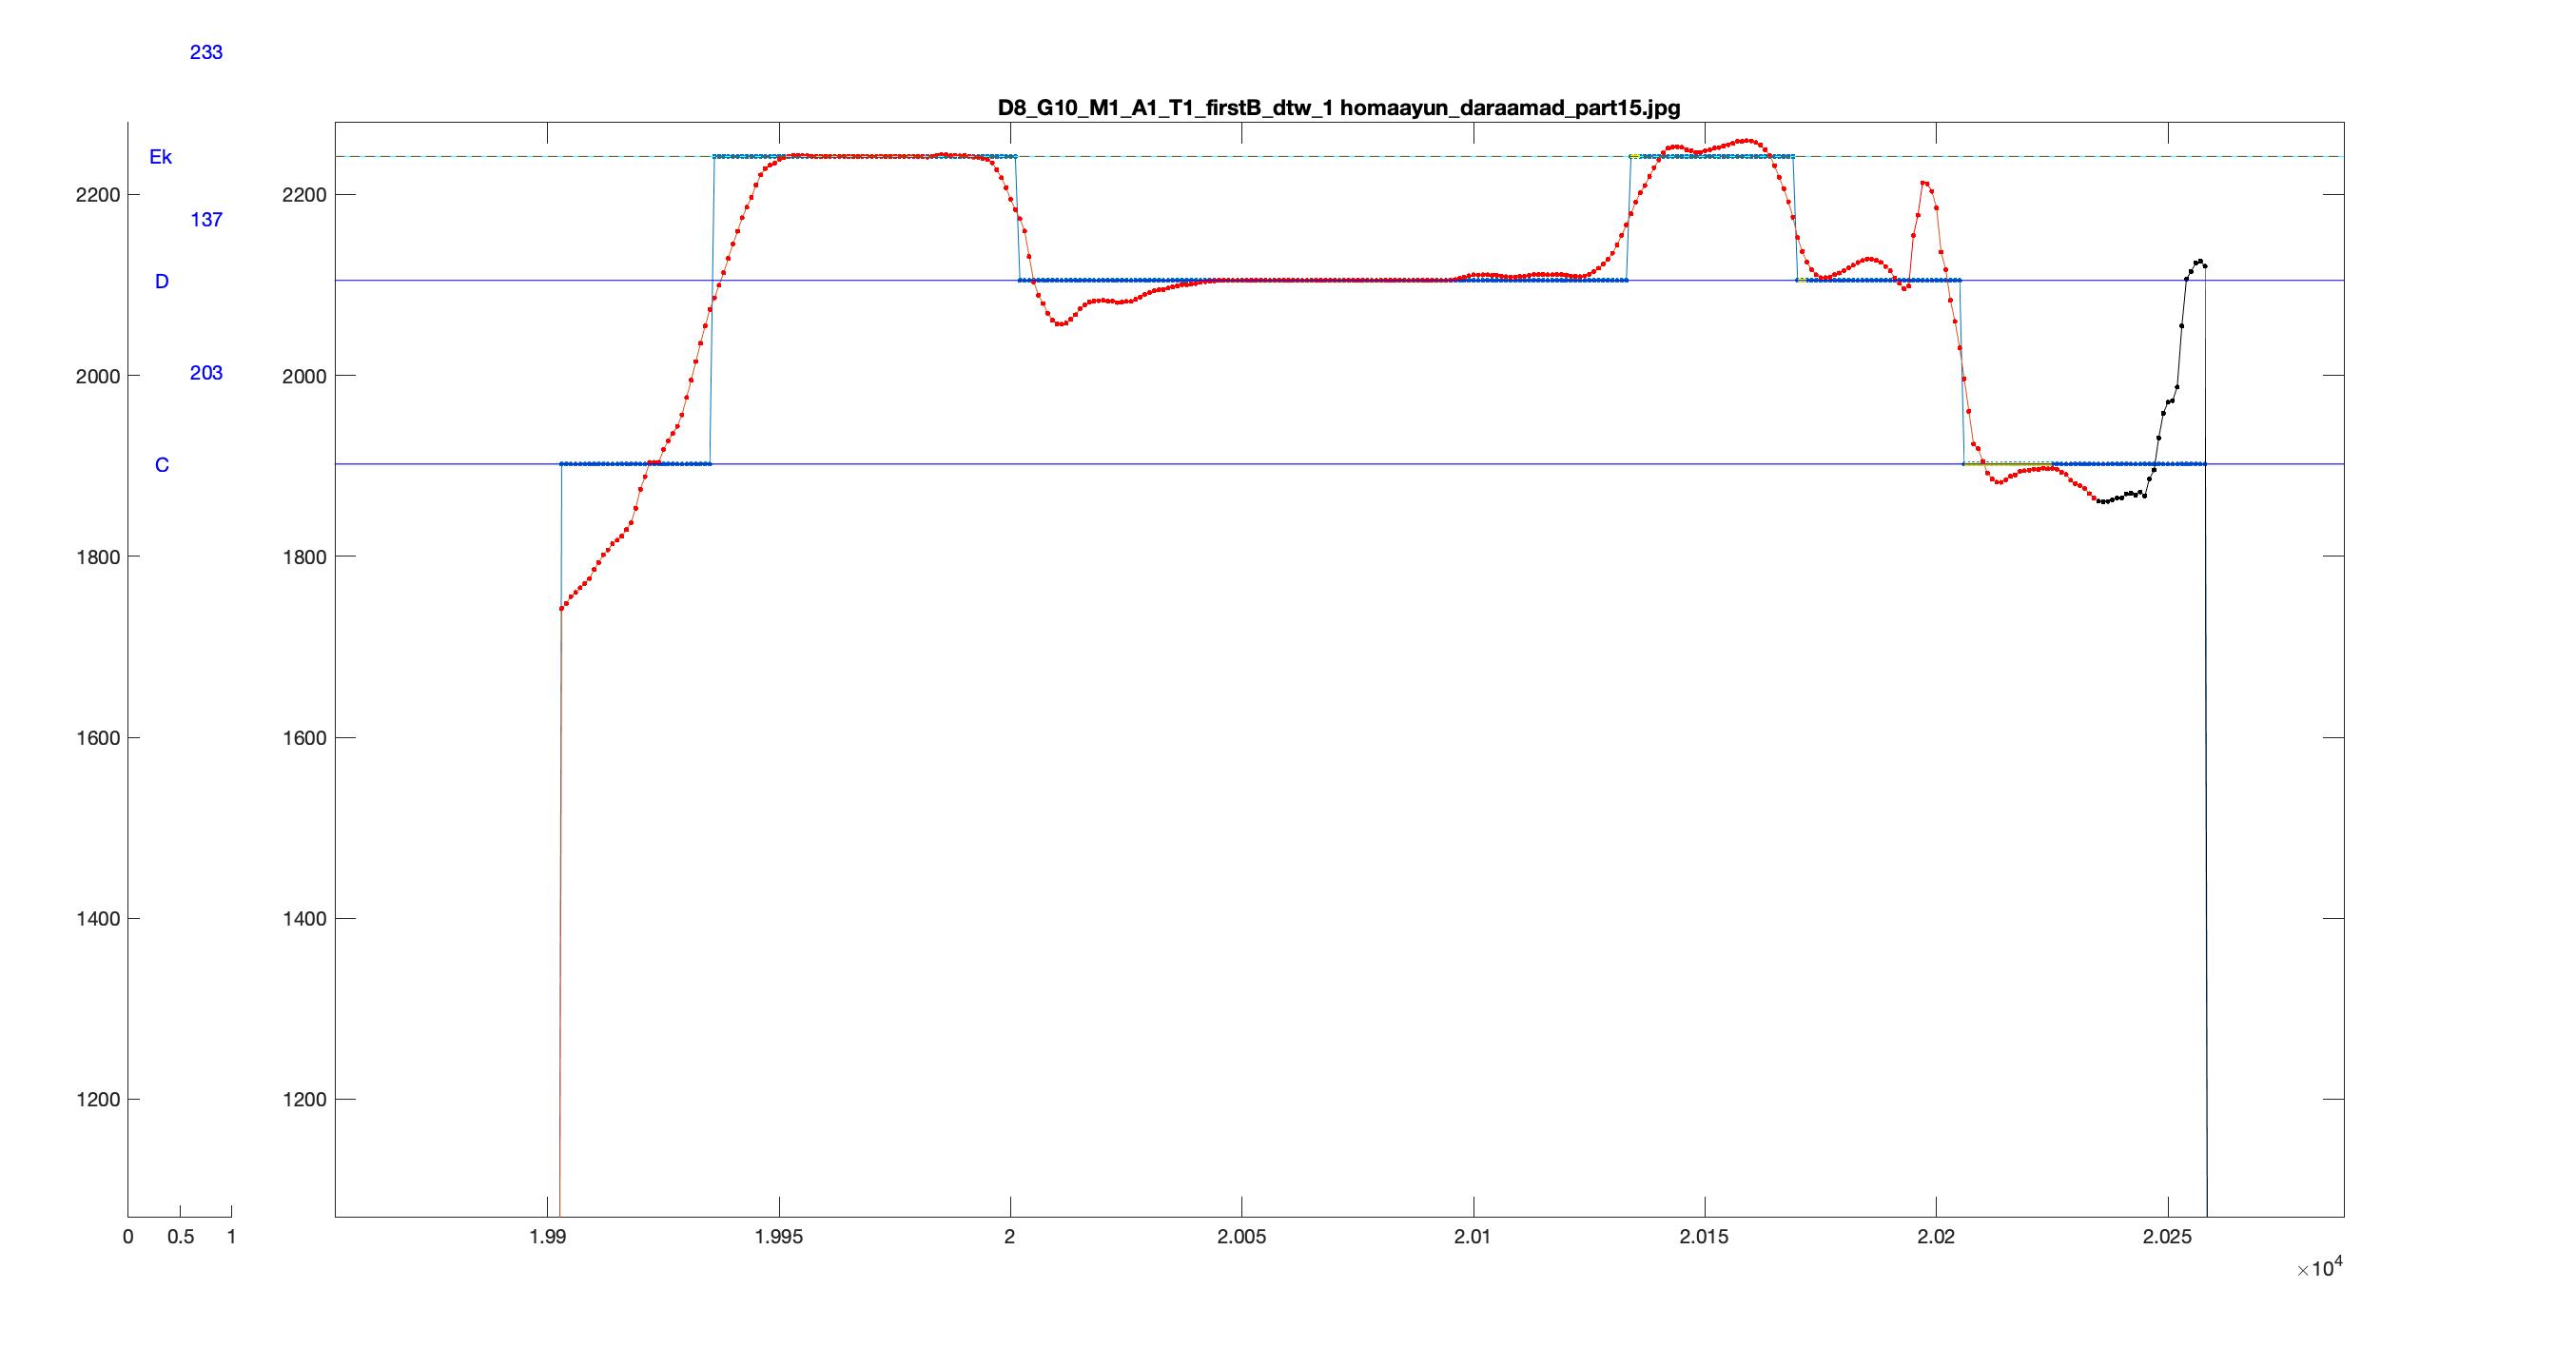 233
D8_G10_M1_A1_T1_firstB_dtw_1 homaayun_daraamad_part15.jpg
Ek
2200 2200
137
D
2000 2000
203
C
1800 1800
1600 1600
1400 1400
1200 1200
0 0.5 1 1.99 1.995 2 2.005 2.01 2.015 2.02 2.025
×10⁴